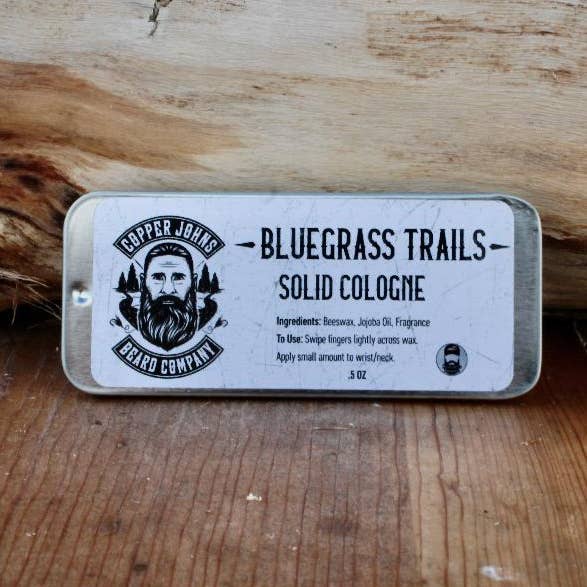 COPPER JOHNS
BEARD COMPANY
BLUEGRASS TRAILS
SOLID COLOGNE
Ingredients: Beeswax, Jojoba Oil, Fragrance
To Use: Swipe fingers lightly across wax.
Apply small amount to wrist/neck.
.5 OZ